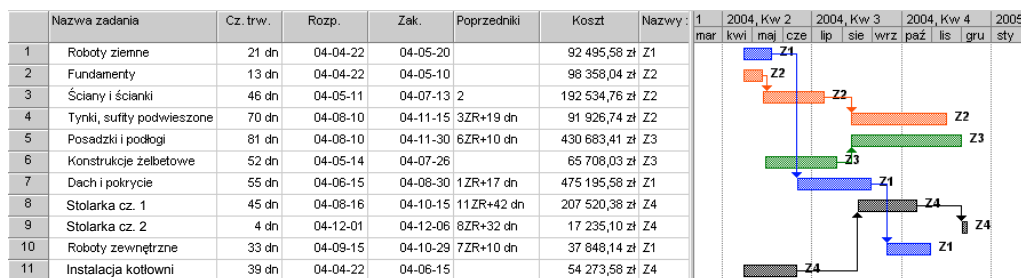 Nazwa zadania Cz. trw. Rozp. Zak. Poprzedniki Koszt Nazwy : 1 2004, Kw 2 2004, Kw 3 2004, Kw 4 2005
mar kwi maj cze lip sie wrz paź lis gru sty
1 Roboty ziemne 21 dn 04-04-22 04-05-20 92 495,58 zł Z1 Z1
2 Fundamenty 13 dn 04-04-22 04-05-10 98 358,04 zł Z2 Z2
3 Ściany i ścianki 46 dn 04-05-11 04-07-13 2 192 534,76 zł Z2 Z2
4 Tynki, sufity podwieszone 70 dn 04-08-10 04-11-15 3ZR+19 dn 91 926,74 zł Z2 Z2
5 Posadzki i podłogi 81 dn 04-08-10 04-11-30 6ZR+10 dn 430 683,41 zł Z3 Z3
6 Konstrukcje żelbetowe 52 dn 04-05-14 04-07-26 65 708,03 zł Z3 Z3
7 Dach i pokrycie 55 dn 04-06-15 04-08-30 1ZR+17 dn 475 195,58 zł Z1 Z1
8 Stolarka cz. 1 45 dn 04-08-16 04-10-15 11ZR+42 dn 207 520,38 zł Z4 Z4
9 Stolarka cz. 2 4 dn 04-12-01 04-12-06 8ZR+32 dn 17 235,10 zł Z4 Z4
10 Roboty zewnętrzne 33 dn 04-09-15 04-10-29 7ZR+10 dn 37 848,14 zł Z1 Z1
11 Instalacja kotłowni 39 dn 04-04-22 04-06-15 54 273,58 zł Z4 Z4